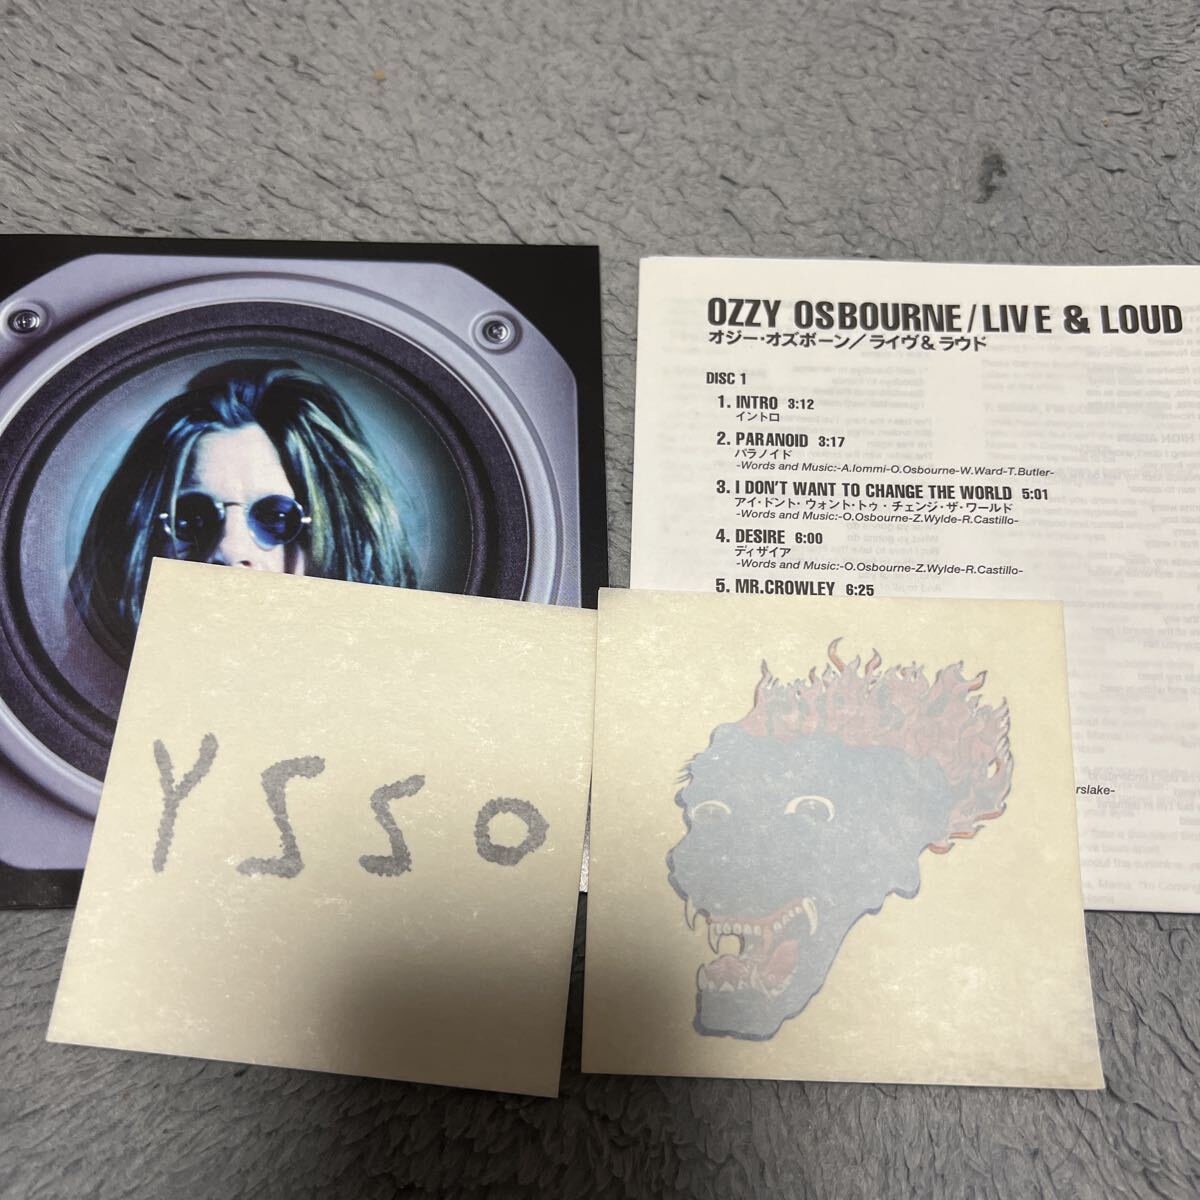 OZZY OSBOURNE/LIVE & LOUD
オジー・オズボーン/ライヴ&ラウド
DISC 1
1. INTRO 3:12
イントロ
2. PARANOID 3:17
パラノイド
-Words and Music:-A.Iommi-O.Osbourne-W.Ward-T.Butler-
3. I DON'T WANT TO CHANGE THE WORLD 5:01
アイ・ドント・ウォント・トゥ・チェンジ・ザ・ワールド
-Words and Music:-O.Osbourne-Z.Wylde-R.Castillo-
4. DESIRE 6:00
ディザイア
-Words and Music:-O.Osbourne-Z.Wylde-R.Castillo-
5. MR.CROWLEY 6:25
rslake-
YSSO